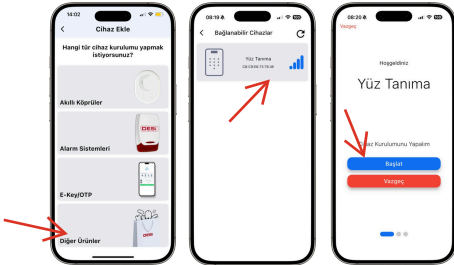 14:02
Cihaz Ekle
Hangi tür cihaz kurulumu yapmak
istiyorsunuz?
Akıllı Köprüler
DESi
Alarm Sistemleri
E-Key/OTP
DESi
Diğer Ürünler
08:19
Bağlanabilir Cihazlar
Yüz Tanıma
08:20
Vazgeç
Hoşgeldiniz
Yüz Tanıma
Cihaz Kurulumunu Yapalım
Başlat
Vazgeç